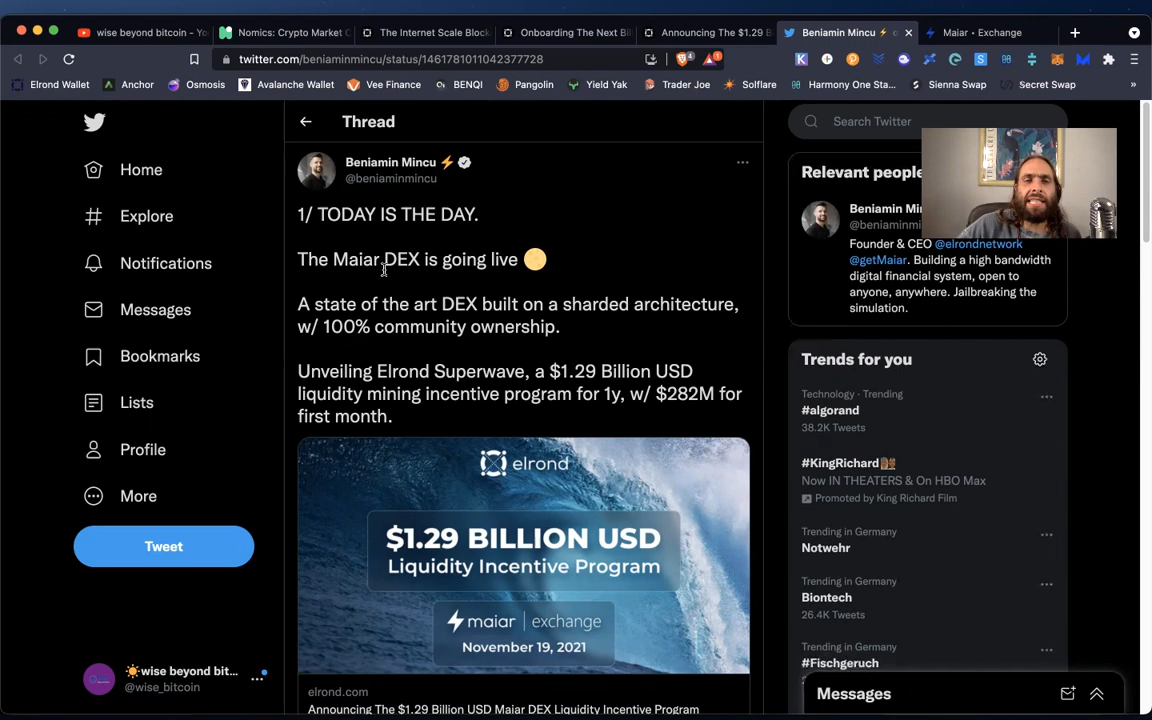 wise beyond bitcoin - Yo
Nomics: Crypto Market C
The Internet Scale Block
Onboarding The Next Bil
Announcing The $1.29 B
Beniamin Mincu ⚡
Maiar • Exchange
twitter.com/beniaminmincu/status/1461781011042377728
Elrond Wallet
Anchor
Osmosis
Avalanche Wallet
Vee Finance
BENQI
Pangolin
Yield Yak
Trader Joe
Solflare
Harmony One Sta...
Sienna Swap
Secret Swap
Home
Explore
Notifications
Messages
Bookmarks
Lists
Profile
More
Tweet
☀️wise beyond bit...
@wise_bitcoin
Thread
Beniamin Mincu ⚡
@beniaminmincu
1/ TODAY IS THE DAY.
The Maiar DEX is going live 🌕
A state of the art DEX built on a sharded architecture,
w/ 100% community ownership.
Unveiling Elrond Superwave, a $1.29 Billion USD
liquidity mining incentive program for 1y, w/ $282M for
first month.
elrond
$1.29 BILLION USD
Liquidity Incentive Program
maiar | exchange
November 19, 2021
elrond.com
Announcing The $1.29 Billion USD Maiar DEX Liquidity Incentive Program
Search Twitter
Relevant people
Beniamin Min
@beniaminm
Founder & CEO @elrondnetwork
@getMaiar. Building a high bandwidth
digital financial system, open to
anyone, anywhere. Jailbreaking the
simulation.
Trends for you
Technology · Trending
#algorand
38.2K Tweets
#KingRichard
Now IN THEATERS & On HBO Max
Promoted by King Richard Film
Trending in Germany
Notwehr
Trending in Germany
Biontech
26.4K Tweets
Trending in Germany
#Fischgeruch
Messages